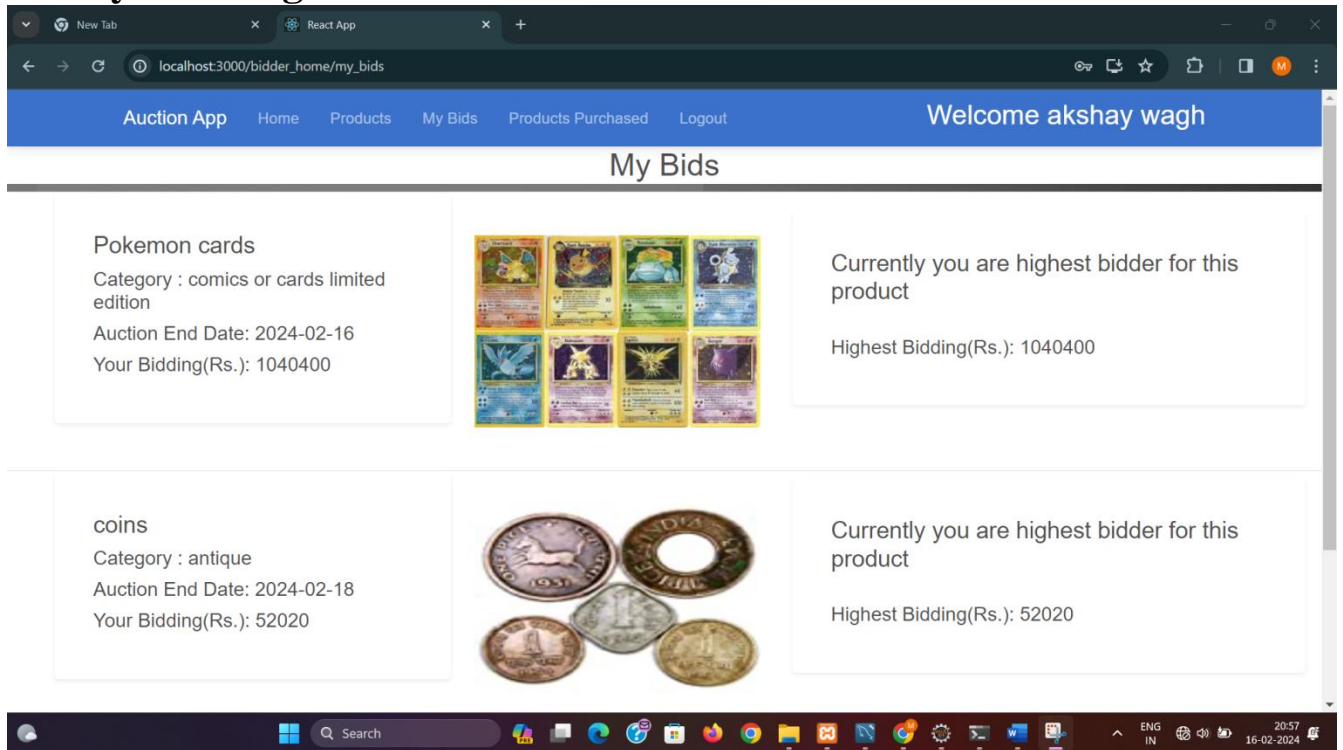 New Tab
React App
localhost:3000/bidder_home/my_bids
M
Auction App Home Products My Bids Products Purchased Logout
Welcome akshay wagh
My Bids
Pokemon cards
Category : comics or cards limited
edition
Auction End Date: 2024-02-16
Your Bidding(Rs.): 1040400
Currently you are highest bidder for this
product
Highest Bidding(Rs.): 1040400
coins
Category : antique
Auction End Date: 2024-02-18
Your Bidding(Rs.): 52020
INDIA
1931
Currently you are highest bidder for this
product
Highest Bidding(Rs.): 52020
Search
PRE
ENG
IN
20:57
16-02-2024